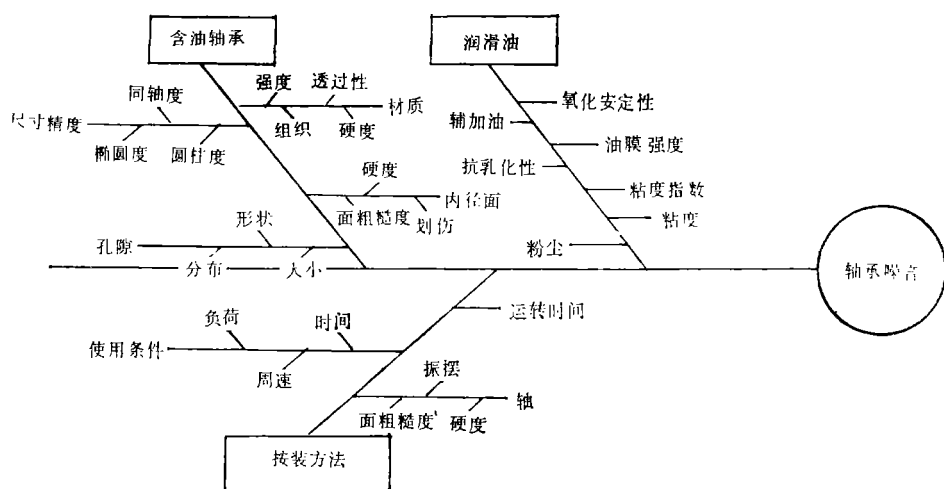 含油轴承
润滑油
强度
透过性
材质
组织
硬度
同轴度
尺寸精度
椭圆度
圆柱度
氧化安定性
辅加油
油膜强度
抗乳化性
粘度指数
粘度
粉尘
硬度
内径面
面粗糙度
划伤
形状
孔隙
分布
大小
轴承噪音
运转时间
负荷
时间
使用条件
周速
振摆
轴
面粗糙度
硬度
按装方法